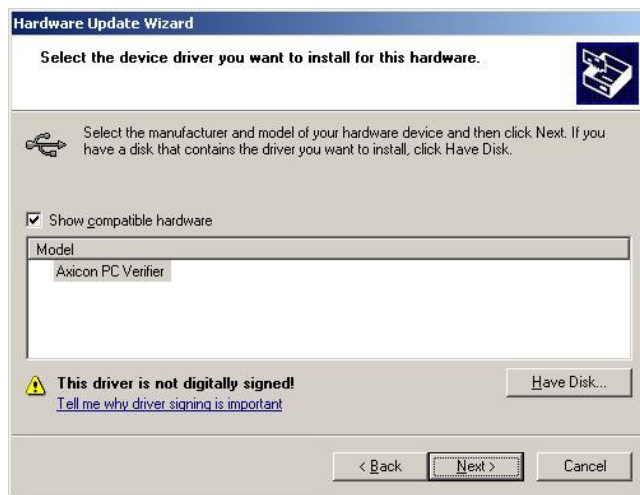 Hardware Update Wizard
Select the device driver you want to install for this hardware.
Select the manufacturer and model of your hardware device and then click Next. If you
have a disk that contains the driver you want to install, click Have Disk.
Show compatible hardware
Model
Axicon PC Verifier
This driver is not digitally signed!
Have Disk...
Tell me why driver signing is important
< Back
Next >
Cancel